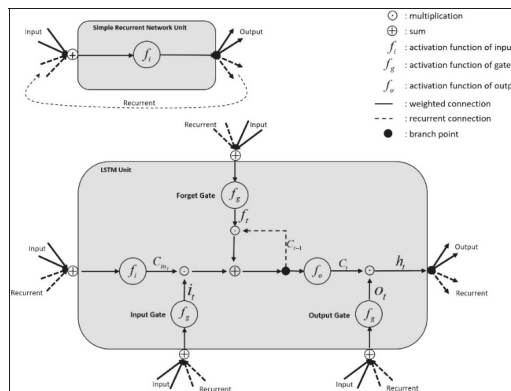 Simple Recurrent Network Unit
Input
Output
f_i
Recurrent
⊙ : multiplication
⊕ : sum
f_i : activation function of input
f_g : activation function of gate
f_o : activation function of outp
: weighted connection
: recurrent connection
: branch point
Recurrent
Input
LSTM Unit
Forget Gate
f_g
f_t
C_{t-1}
Input
Output
f_i
C_{in_t}
f_o
C_t
h_t
Recurrent
Recurrent
i_t
o_t
Input Gate
f_g
Output Gate
f_g
Input
Recurrent
Input
Recurrent